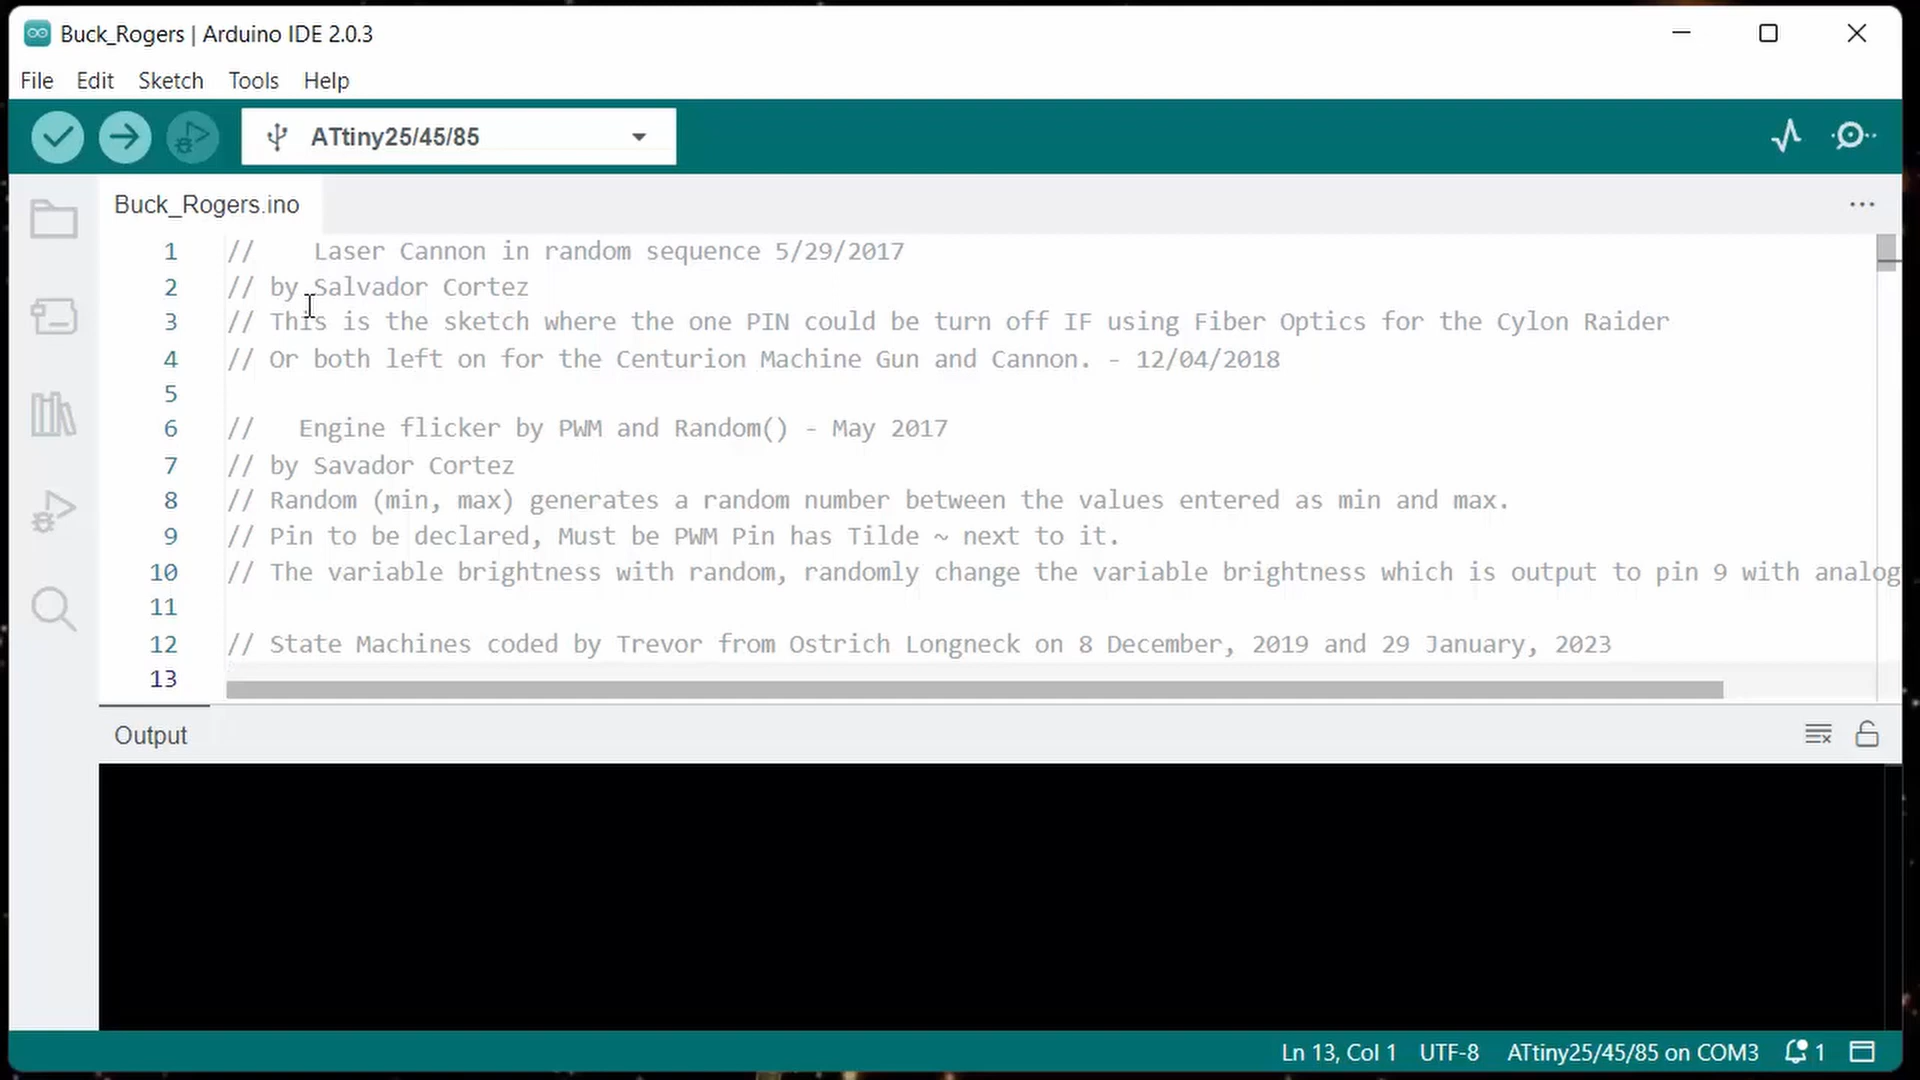 Buck_Rogers | Arduino IDE 2.0.3
File Edit Sketch Tools Help
ATtiny25/45/85
Buck_Rogers.ino
1 //    Laser Cannon in random sequence 5/29/2017
2 // by Salvador Cortez
3 // This is the sketch where the one PIN could be turn off IF using Fiber Optics for the Cylon Raider
4 // Or both left on for the Centurion Machine Gun and Cannon. - 12/04/2018
5
6 //   Engine flicker by PWM and Random() - May 2017
7 // by Savador Cortez
8 // Random (min, max) generates a random number between the values entered as min and max.
9 // Pin to be declared, Must be PWM Pin has Tilde ~ next to it.
10 // The variable brightness with random, randomly change the variable brightness which is output to pin 9 with analog
11
12 // State Machines coded by Trevor from Ostrich Longneck on 8 December, 2019 and 29 January, 2023
13
Output
Ln 13, Col 1 UTF-8 ATtiny25/45/85 on COM3 1